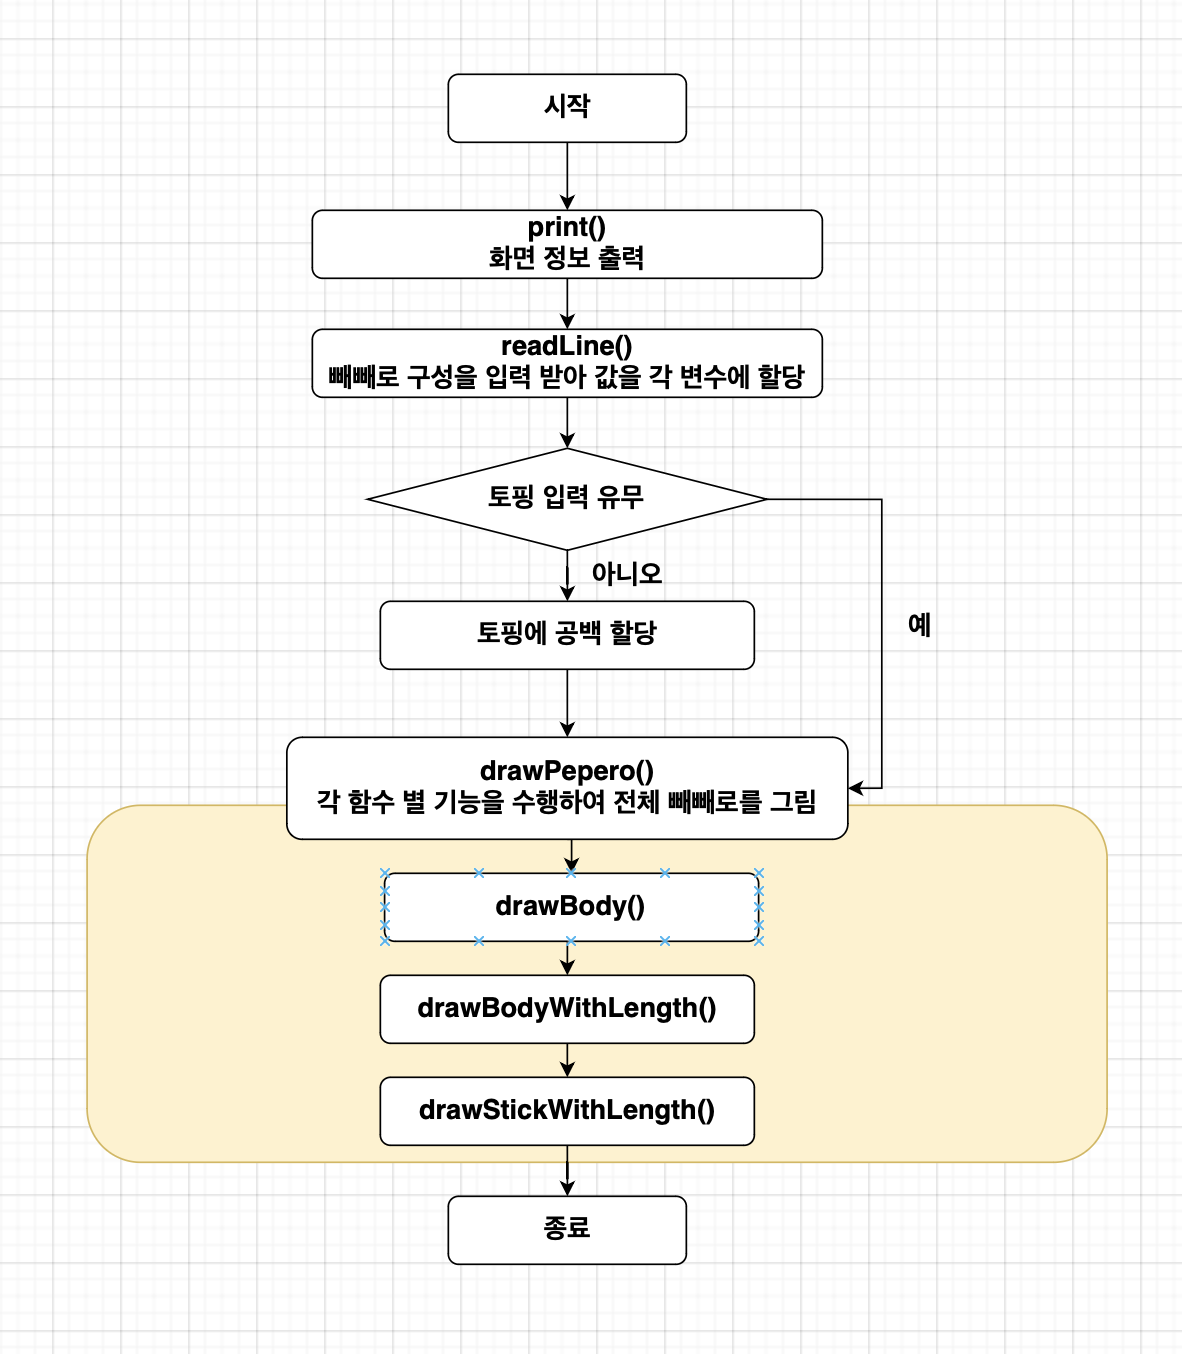 시작
print()
화면 정보 출력
readLine()
빼빼로 구성을 입력 받아 값을 각 변수에 할당
토핑 입력 유무
아니오
예
토핑에 공백 할당
drawPepero()
각 함수 별 기능을 수행하여 전체 빼빼로를 그림
drawBody()
drawBodyWithLength()
drawStickWithLength()
종료